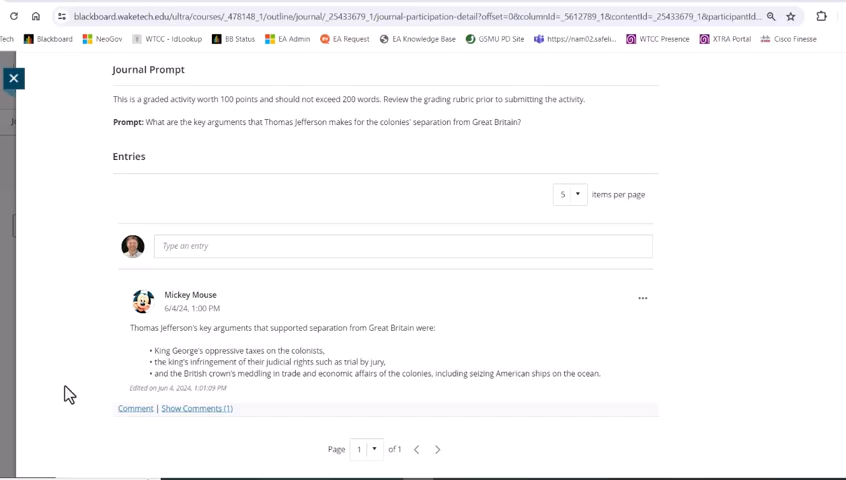 blackboard.waketech.edu/ultra/courses/_478148_1/outline/journal/_25433679_1/journal-participation-detail?offset=0&columnId=_5612789_1&contentId=_25433679_1&participantId...
Tech Blackboard NeoGov WTCC - IdLookup BB Status EA Admin EA Request EA Knowledge Base GSMU PD Site https://nam02.safeli... WTCC Presence XTRA Portal Cisco Finesse
Journal Prompt
This is a graded activity worth 100 points and should not exceed 200 words. Review the grading rubric prior to submitting the activity.
Prompt: What are the key arguments that Thomas Jefferson makes for the colonies' separation from Great Britain?
Entries
5 items per page
Type an entry
Mickey Mouse
6/4/24, 1:00 PM
Thomas Jefferson's key arguments that supported separation from Great Britain were:
• King George's oppressive taxes on the colonists,
• the king's infringement of their judicial rights such as trial by jury,
• and the British crown's meddling in trade and economic affairs of the colonies, including seizing American ships on the ocean.
Edited on Jun 4, 2024, 1:01:09 PM
Comment | Show Comments (1)
Page 1 of 1